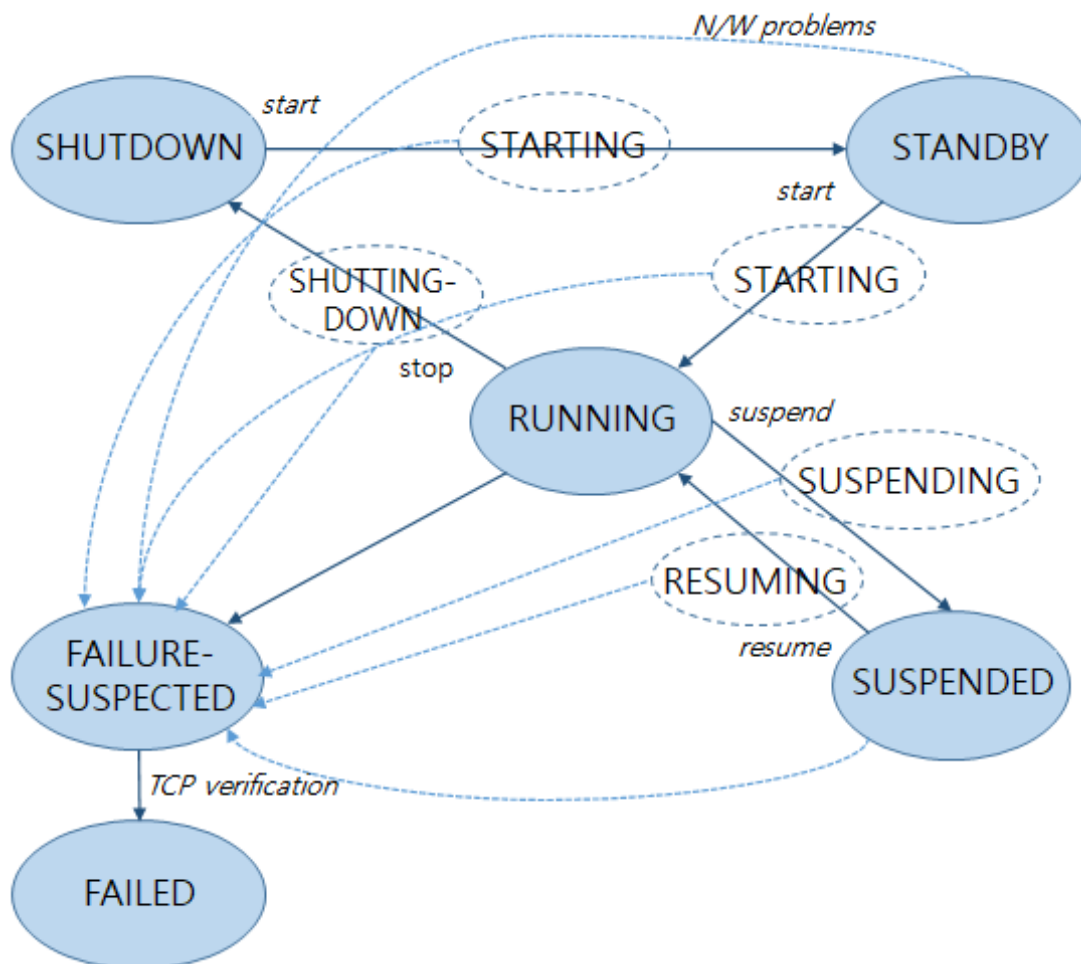 N/W problems
start
SHUTDOWN
STARTING
STANDBY
start
SHUTTING-
DOWN
STARTING
stop
RUNNING
suspend
SUSPENDING
RESUMING
resume
SUSPENDED
FAILURE-
SUSPECTED
TCP verification
FAILED